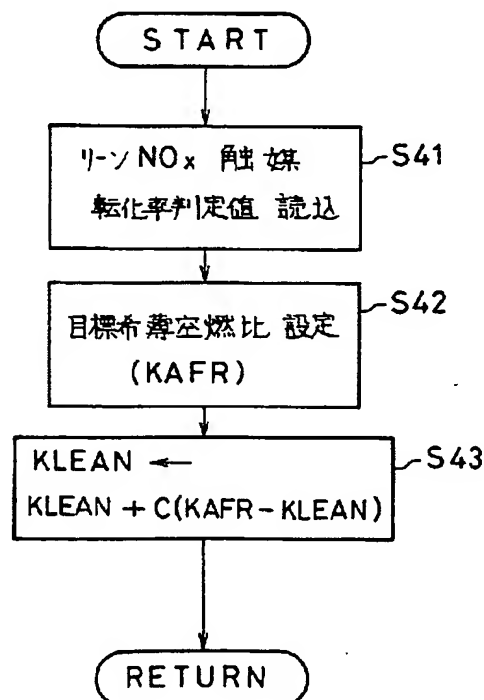 START
リーンNOx 触媒
転化率判定値 読込
S41
目標希薄空燃比 設定
(KAFR)
S42
KLEAN ←
KLEAN + C(KAFR-KLEAN)
S43
RETURN